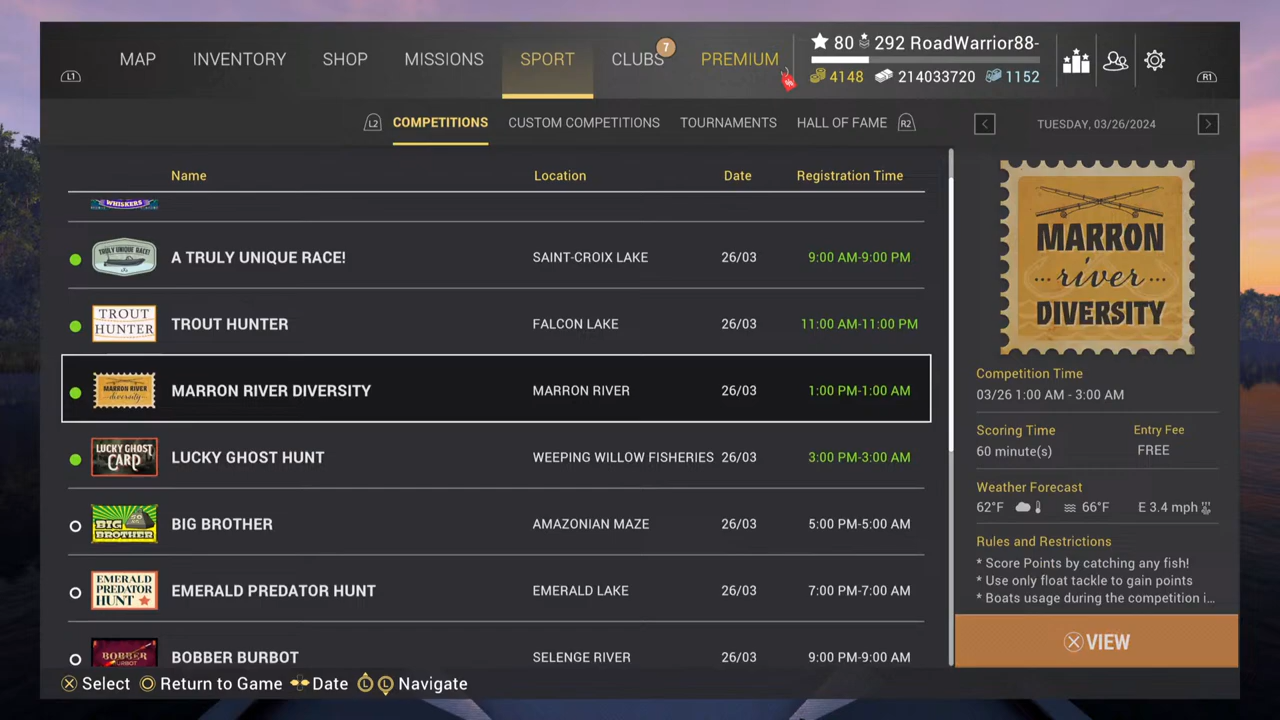 L1
MAP INVENTORY SHOP MISSIONS SPORT CLUBS 7 PREMIUM
80 292 RoadWarrior88-
4148 214033720 1152
R1
L2 COMPETITIONS CUSTOM COMPETITIONS TOURNAMENTS HALL OF FAME R2
TUESDAY, 03/26/2024
Name Location Date Registration Time
WHISKERS
TRULY UNIQUE RACE!
A TRULY UNIQUE RACE! SAINT-CROIX LAKE 26/03 9:00 AM-9:00 PM
TROUT
HUNTER
TROUT HUNTER FALCON LAKE 26/03 11:00 AM-11:00 PM
MARRON RIVER
diversity
MARRON RIVER DIVERSITY MARRON RIVER 26/03 1:00 PM-1:00 AM
LUCKY GHOST
CARP
LUCKY GHOST HUNT WEEPING WILLOW FISHERIES 26/03 3:00 PM-3:00 AM
BIG
BROTHER
BIG BROTHER AMAZONIAN MAZE 26/03 5:00 PM-5:00 AM
EMERALD
PREDATOR
HUNT
EMERALD PREDATOR HUNT EMERALD LAKE 26/03 7:00 PM-7:00 AM
BOBBER
BURBOT
BOBBER BURBOT SELENGE RIVER 26/03 9:00 PM-9:00 AM
MARRON
river
DIVERSITY
Competition Time
03/26 1:00 AM - 3:00 AM
Scoring Time Entry Fee
60 minute(s) FREE
Weather Forecast
62°F 66°F E 3.4 mph
Rules and Restrictions
* Score Points by catching any fish!
* Use only float tackle to gain points
* Boats usage during the competition i...
VIEW
Select Return to Game Date L L Navigate